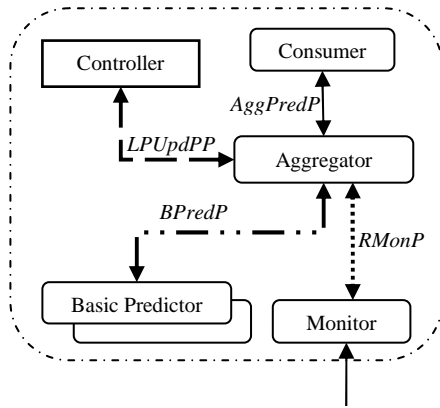 Controller
Consumer
AggPredP
LPUpdPP
Aggregator
BPredP
RMonP
Basic Predictor
Monitor